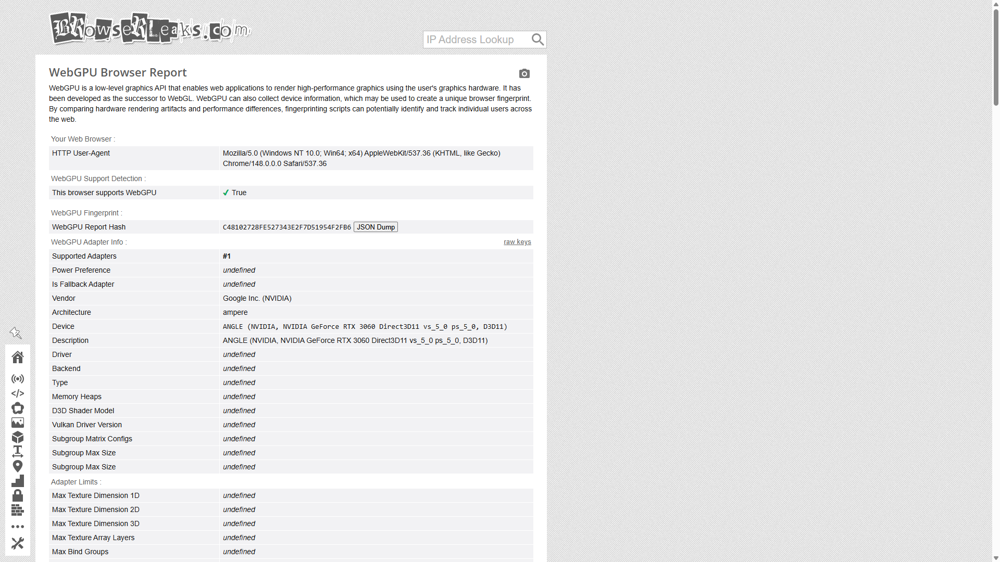 BROwseRLeaks.com
IP Address Lookup
WebGPU Browser Report
WebGPU is a low-level graphics API that enables web applications to render high-performance graphics using the user's graphics hardware. It has
been developed as the successor to WebGL. WebGPU can also collect device information, which may be used to create a unique browser fingerprint.
By comparing hardware rendering artifacts and performance differences, fingerprinting scripts can potentially identify and track individual users across
the web.
Your Web Browser :
HTTP User-Agent Mozilla/5.0 (Windows NT 10.0; Win64; x64) AppleWebKit/537.36 (KHTML, like Gecko)
Chrome/148.0.0.0 Safari/537.36
WebGPU Support Detection :
This browser supports WebGPU ✔ True
WebGPU Fingerprint :
WebGPU Report Hash C48102728FE527343E2F7D51954F2FB6 JSON Dump
WebGPU Adapter Info : raw keys
Supported Adapters #1
Power Preference undefined
Is Fallback Adapter undefined
Vendor Google Inc. (NVIDIA)
Architecture ampere
Device ANGLE (NVIDIA, NVIDIA GeForce RTX 3060 Direct3D11 vs_5_0 ps_5_0, D3D11)
Description ANGLE (NVIDIA, NVIDIA GeForce RTX 3060 Direct3D11 vs_5_0 ps_5_0, D3D11)
Driver undefined
Backend undefined
Type undefined
Memory Heaps undefined
D3D Shader Model undefined
Vulkan Driver Version undefined
Subgroup Matrix Configs undefined
Subgroup Max Size undefined
Subgroup Max Size undefined
Adapter Limits :
Max Texture Dimension 1D undefined
Max Texture Dimension 2D undefined
Max Texture Dimension 3D undefined
Max Texture Array Layers undefined
Max Bind Groups undefined